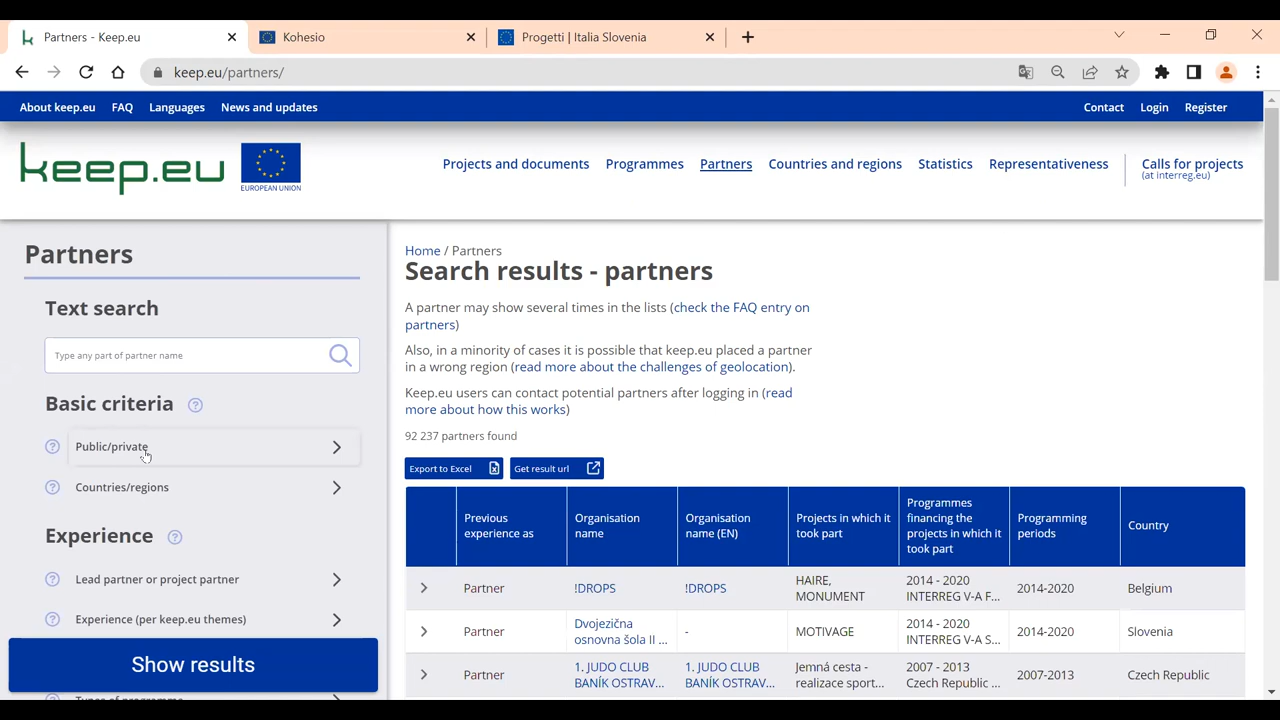 Partners - Keep.eu
Kohesio
Progetti | Italia Slovenia
keep.eu/partners/
About keep.eu FAQ Languages News and updates
Contact Login Register
keep.eu
EUROPEAN UNION
Projects and documents Programmes Partners Countries and regions Statistics Representativeness Calls for projects
(at interreg.eu)
Partners
Text search
Type any part of partner name
Basic criteria
Public/private
Countries/regions
Experience
Lead partner or project partner
Experience (per keep.eu themes)
Show results
Types of programme
Home / Partners
Search results - partners
A partner may show several times in the lists (check the FAQ entry on
partners)
Also, in a minority of cases it is possible that keep.eu placed a partner
in a wrong region (read more about the challenges of geolocation).
Keep.eu users can contact potential partners after logging in (read
more about how this works)
92 237 partners found
Export to Excel Get result url
Previous
experience as
Organisation
name
Organisation
name (EN)
Projects in which it
took part
Programmes
financing the
projects in which it
took part
Programming
periods
Country
Partner
!DROPS
!DROPS
HAIRE,
MONUMENT
2014 - 2020
INTERREG V-A F...
2014-2020
Belgium
Partner
Dvojezična
osnovna šola II ...
-
MOTIVAGE
2014 - 2020
INTERREG V-A S...
2014-2020
Slovenia
Partner
1. JUDO CLUB
BANÍK OSTRAV...
1. JUDO CLUB
BANÍK OSTRAV...
Jemná cesta -
realizace sport...
2007 - 2013
Czech Republic ...
2007-2013
Czech Republic